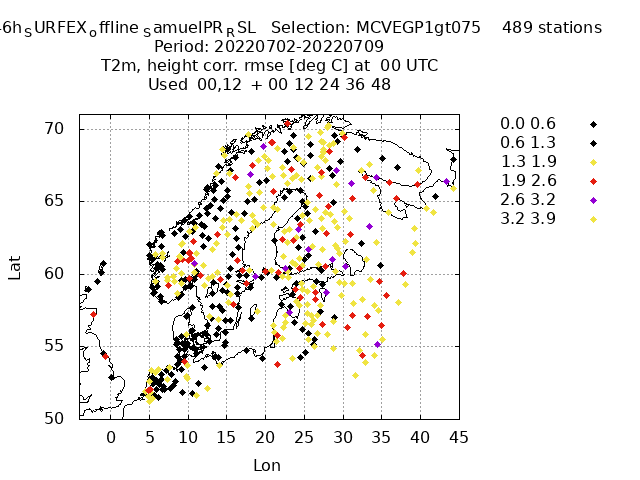 46h SURFEX offline SamuelPR RSL Selection: MCVEGP1gt075 489 stations
Period: 20220702-20220709
T2m, height corr. rmse [deg C] at 00 UTC
Used 00,12 + 00 12 24 36 48
70
65
60
55
50
0 5 10 15 20 25 30 35 40 45
Lat
Lon
0.0 0.6
0.6 1.3
1.3 1.9
1.9 2.6
2.6 3.2
3.2 3.9